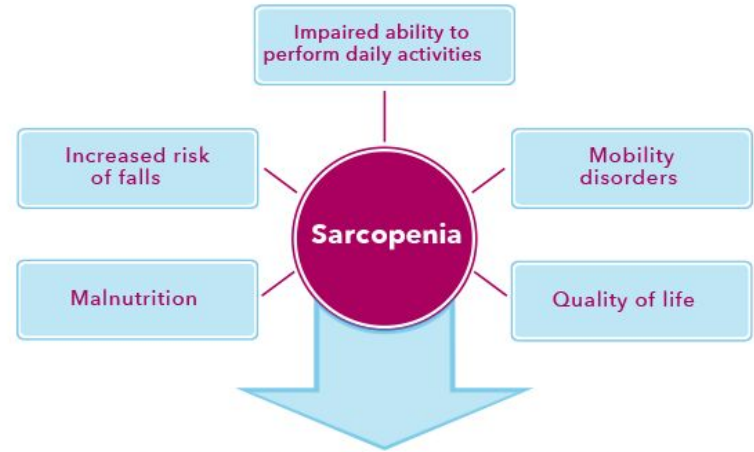 Impaired ability to
perform daily activities
Increased risk
of falls
Mobility
disorders
Sarcopenia
Malnutrition
Quality of life